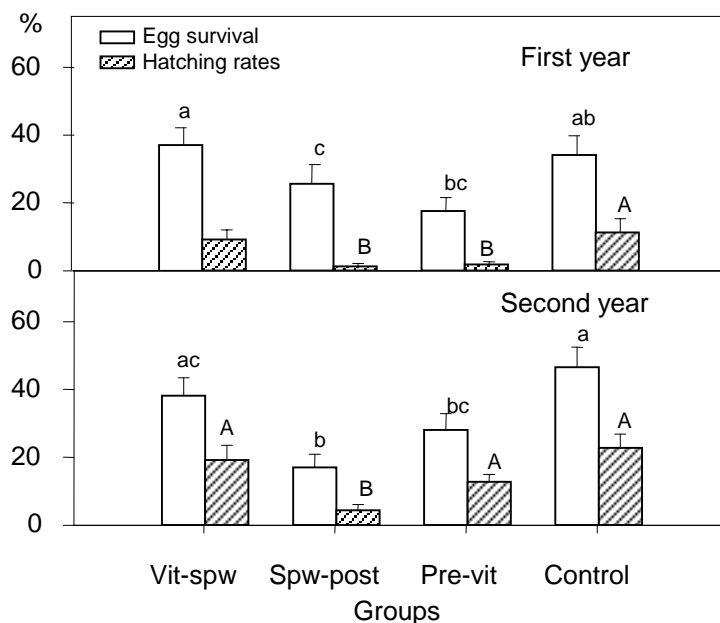 %
Egg survival
Hatching rates
First year
60
40
20
0
a
c
bc
ab
B
B
A
Second year
60
40
20
0
ac
b
bc
a
A
B
A
A
Vit-spw Spw-post Pre-vit Control
Groups